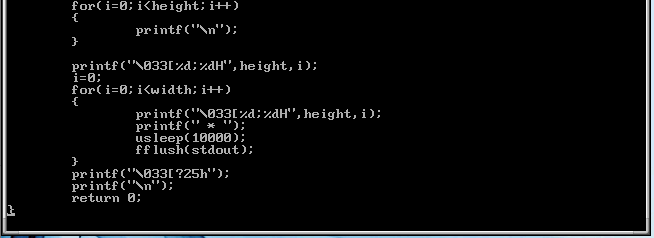 for(i=0;i<height;i++)
{
printf("\n");
}
printf("\033[%d;%dH",height,i);
i=0;
for(i=0;i<width;i++)
{
printf("\033[%d;%dH",height,i);
printf(" * ");
usleep(10000);
fflush(stdout);
}
printf("\033[?25h");
printf("\n");
return 0;
}